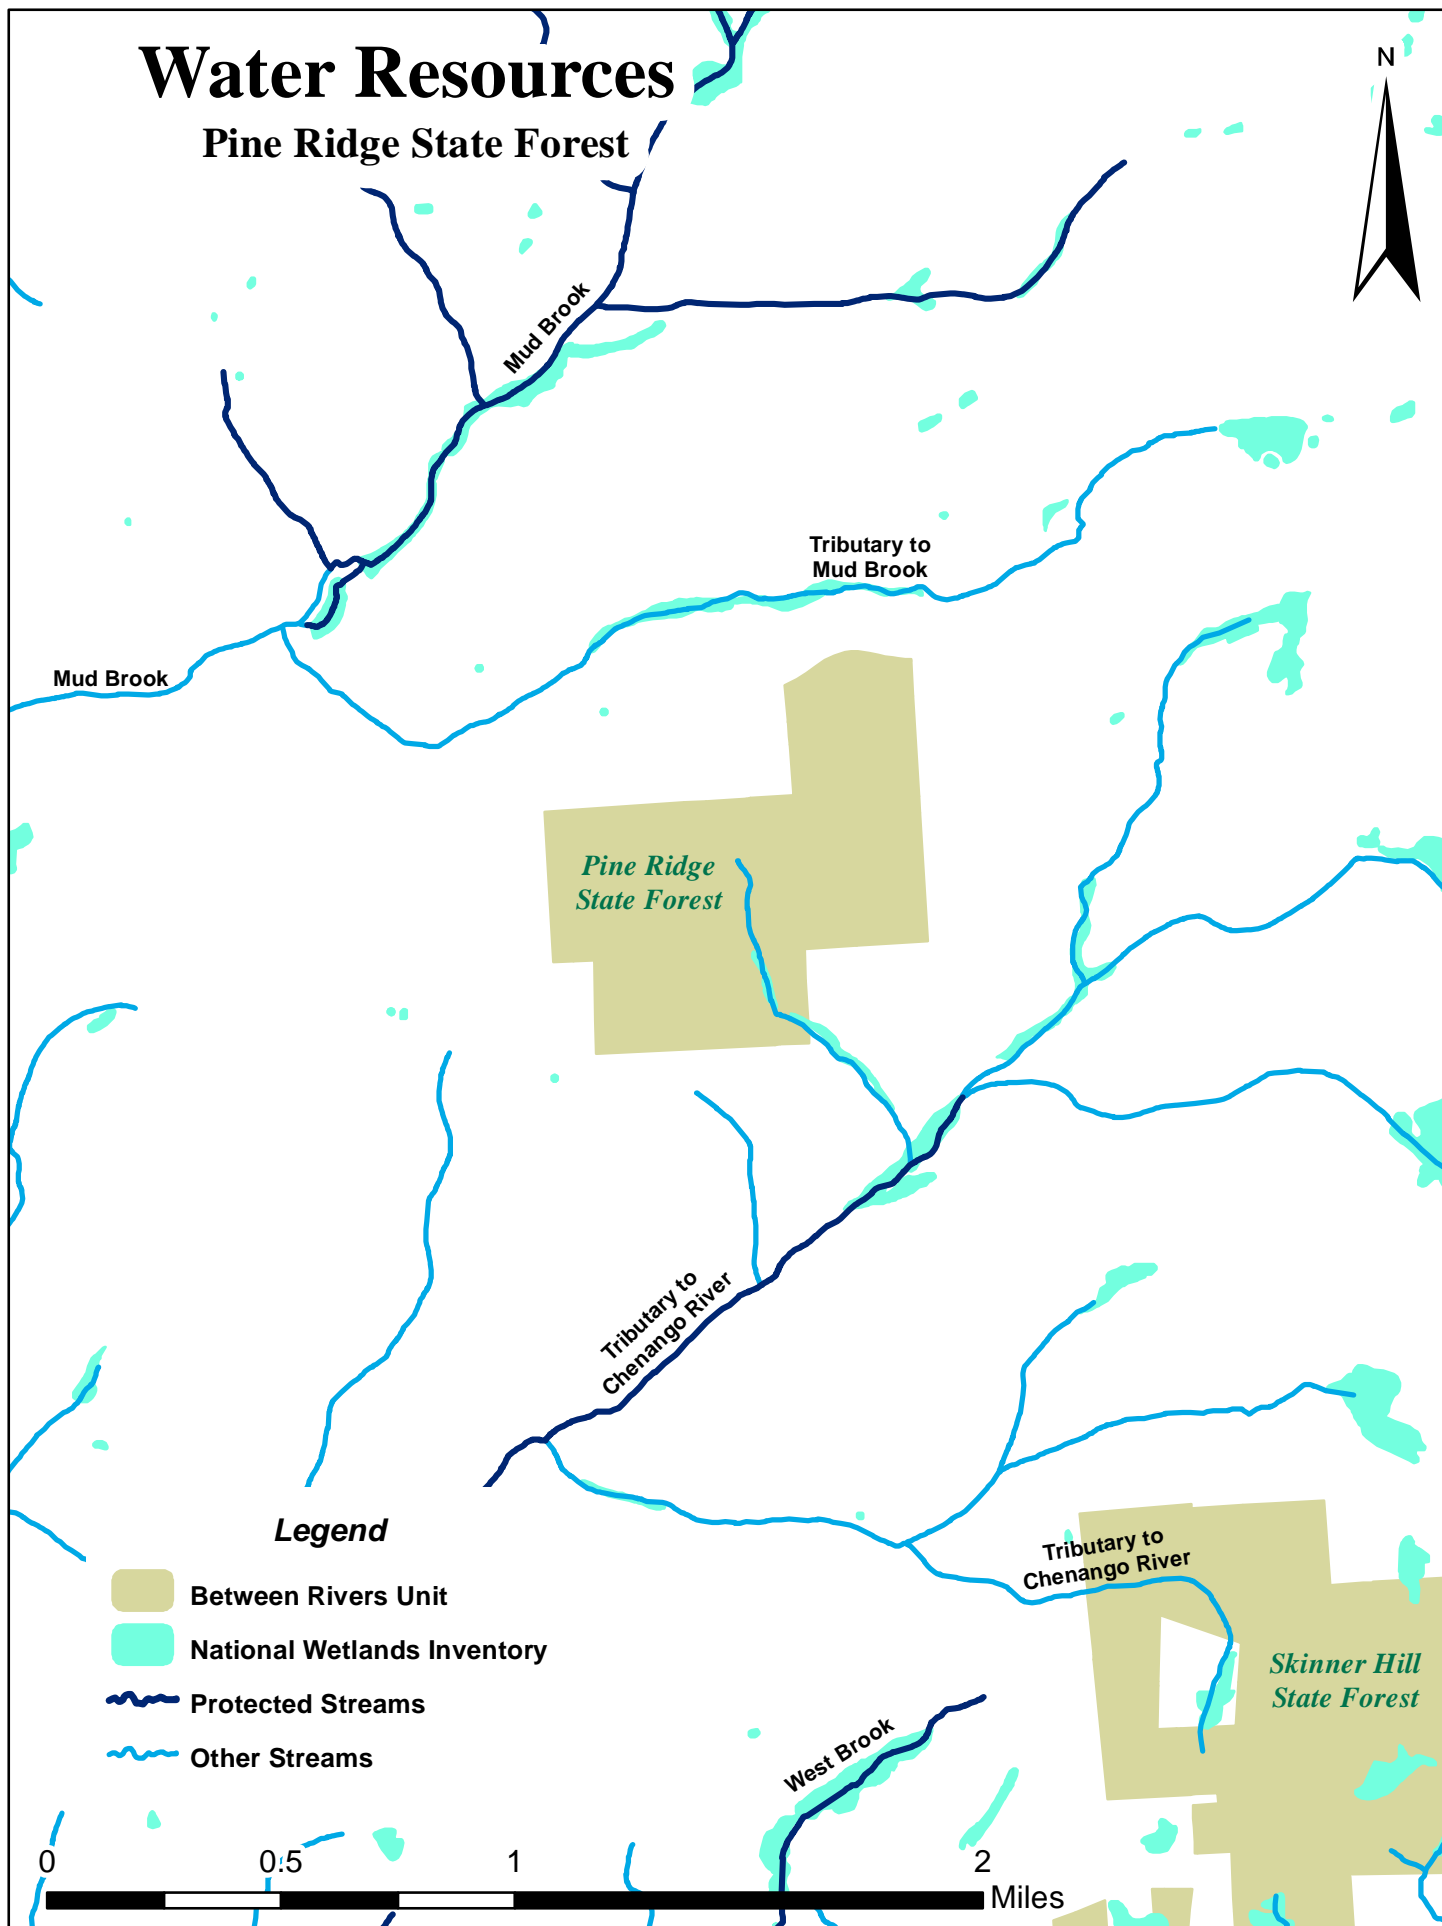 Water Resources
Pine Ridge State Forest
N
Mud Brook
Tributary to
Mud Brook
Mud Brook
Pine Ridge
State Forest
Tributary to
Chenango River
Legend
Between Rivers Unit
National Wetlands Inventory
Protected Streams
Other Streams
Tributary to
Chenango River
Skinner Hill
State Forest
West Brook
0 0.5 1 2
Miles